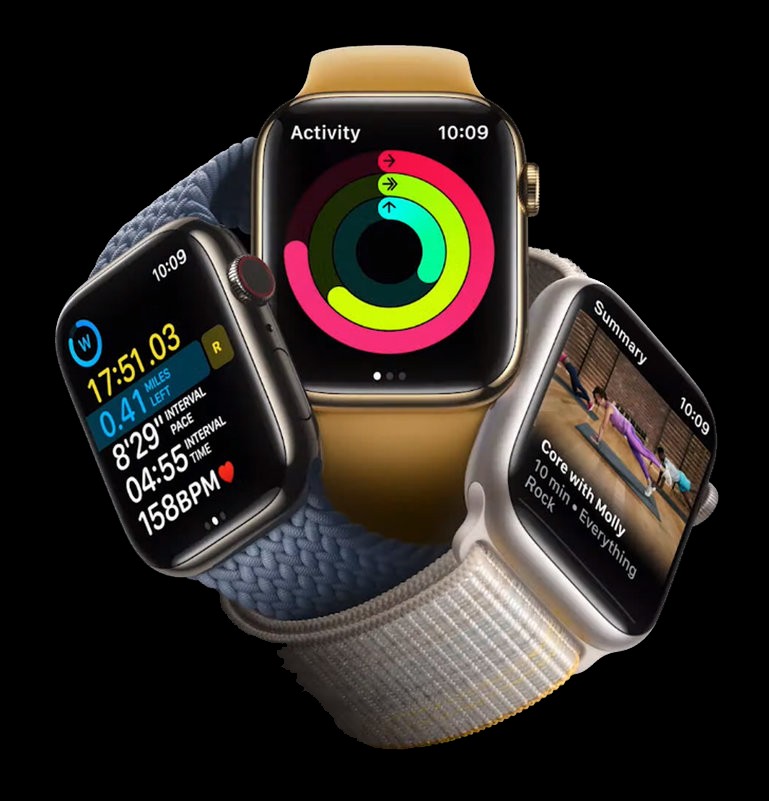 Activity 10:09
10:09
W
17:51.03
R
0.41 MILES LEFT
8'29" INTERVAL PACE
04:55 INTERVAL TIME
158BPM
Summary
10:09
Core with Molly
10 min • Everything
Rock